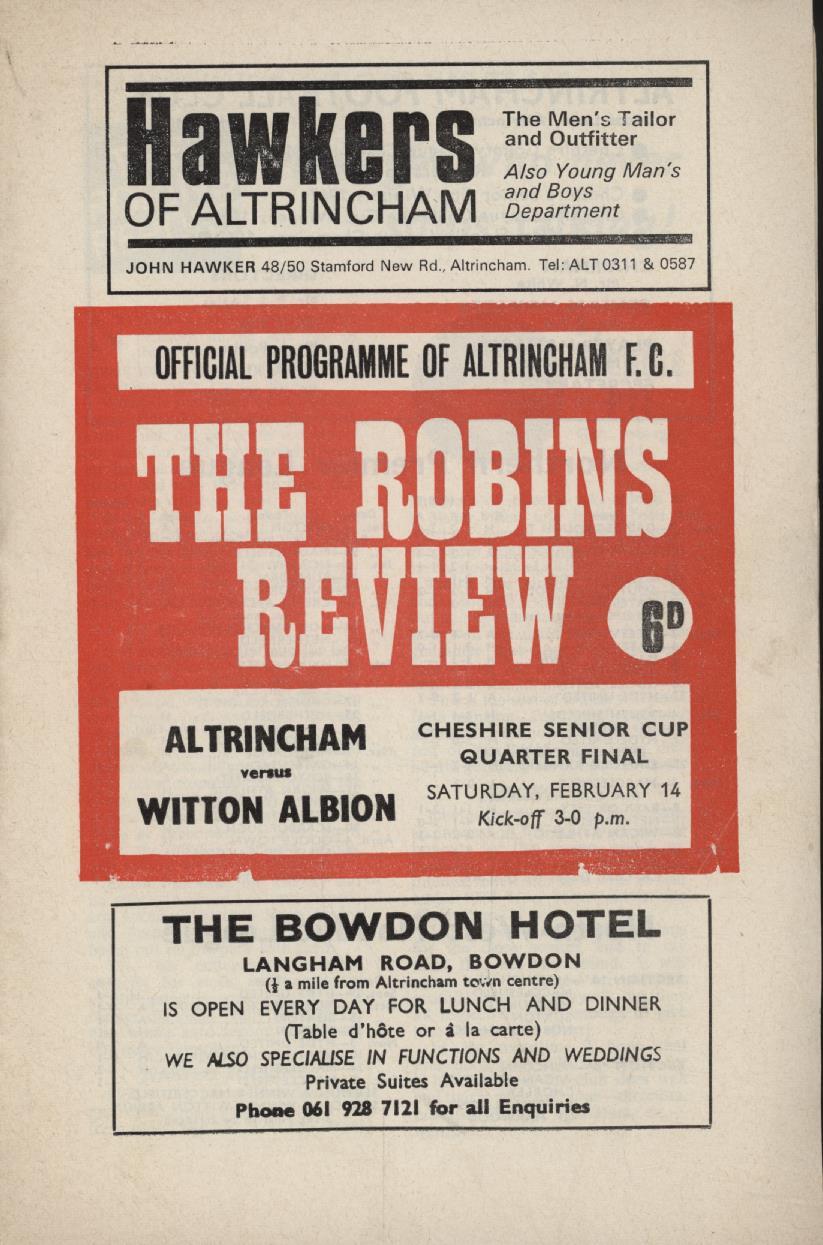 Hawkers
OF ALTRINCHAM
The Men's Tailor
and Outfitter
Also Young Man's
and Boys
Department
JOHN HAWKER 48/50 Stamford New Rd., Altrincham. Tel: ALT 0311 & 0587
OFFICIAL PROGRAMME OF ALTRINCHAM F.C.
THE ROBINS
REVIEW
6D
ALTRINCHAM
versus
WITTON ALBION
CHESHIRE SENIOR CUP
QUARTER FINAL
SATURDAY, FEBRUARY 14
Kick-off 3-0 p.m.
THE BOWDON HOTEL
LANGHAM ROAD, BOWDON
(½ a mile from Altrincham town centre)
IS OPEN EVERY DAY FOR LUNCH AND DINNER
(Table d'hôte or â la carte)
WE ALSO SPECIALISE IN FUNCTIONS AND WEDDINGS
Private Suites Available
Phone 061 928 7121 for all Enquiries